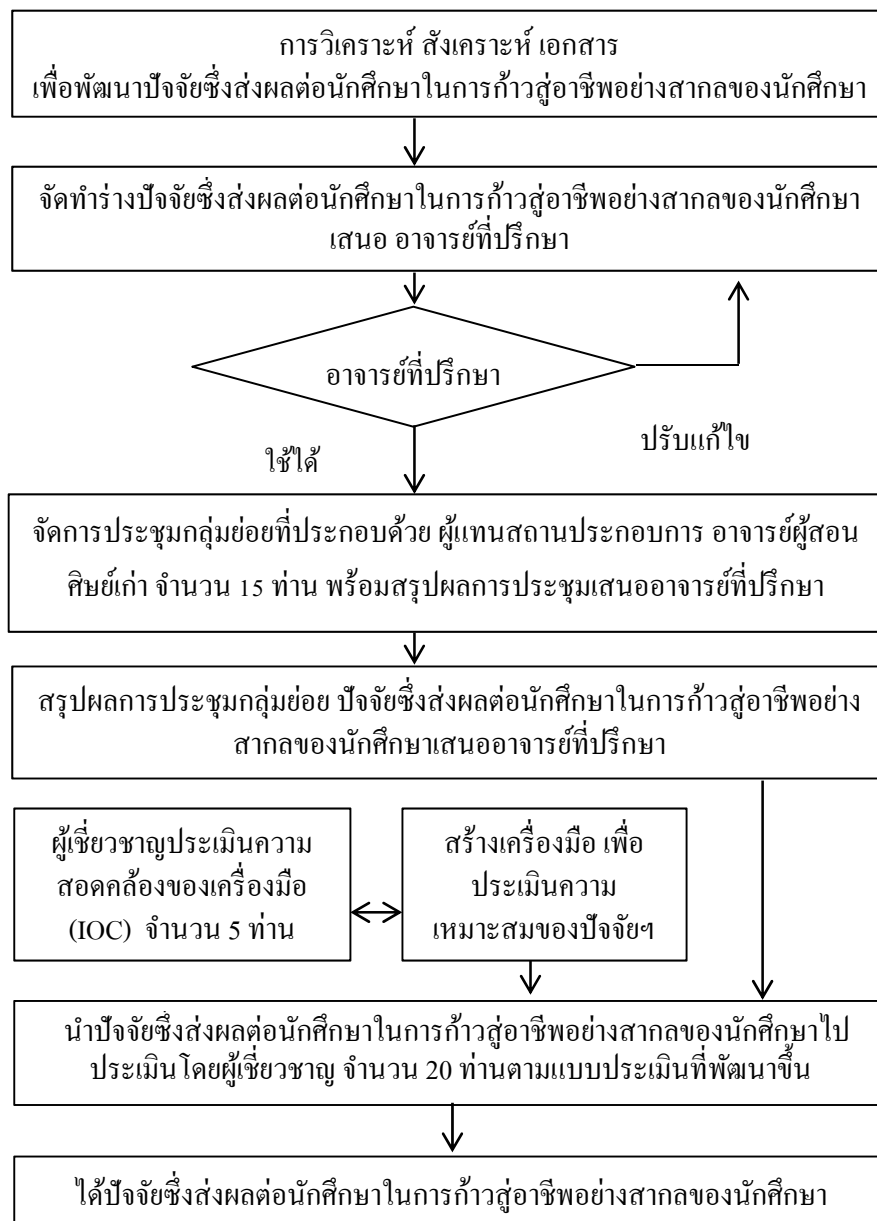 การวิเคราะห์ สังเคราะห์ เอกสาร
เพื่อพัฒนาปัจจัยซึ่งส่งผลต่อนักศึกษาในการก้าวสู่อาชีพอย่างสากลของนักศึกษา
จัดทำร่างปัจจัยซึ่งส่งผลต่อนักศึกษาในการก้าวสู่อาชีพอย่างสากลของนักศึกษา
เสนอ อาจารย์ที่ปรึกษา
อาจารย์ที่ปรึกษา
ปรับแก้ไข
ใช้ได้
จัดการประชุมกลุ่มย่อยที่ประกอบด้วย ผู้แทนสถานประกอบการ อาจารย์ผู้สอน
ศิษย์เก่า จำนวน 15 ท่าน พร้อมสรุปผลการประชุมเสนออาจารย์ที่ปรึกษา
สรุปผลการประชุมกลุ่มย่อย ปัจจัยซึ่งส่งผลต่อนักศึกษาในการก้าวสู่อาชีพอย่าง
สากลของนักศึกษาเสนออาจารย์ที่ปรึกษา
ผู้เชี่ยวชาญประเมินความ
สอดคล้องของเครื่องมือ
(IOC) จำนวน 5 ท่าน
สร้างเครื่องมือ เพื่อ
ประเมินความ
เหมาะสมของปัจจัยฯ
นำปัจจัยซึ่งส่งผลต่อนักศึกษาในการก้าวสู่อาชีพอย่างสากลของนักศึกษาไป
ประเมินโดยผู้เชี่ยวชาญ จำนวน 20 ท่านตามแบบประเมินที่พัฒนาขึ้น
ได้ปัจจัยซึ่งส่งผลต่อนักศึกษาในการก้าวสู่อาชีพอย่างสากลของนักศึกษา